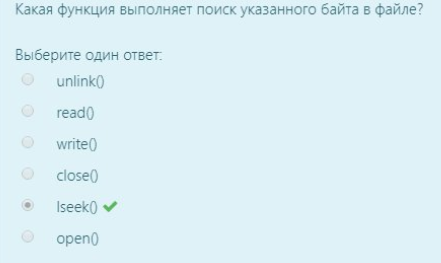 Какая функция выполняет поиск указанного байта в файле?
Выберите один ответ:
unlink()
read()
write()
close()
lseek()
open()